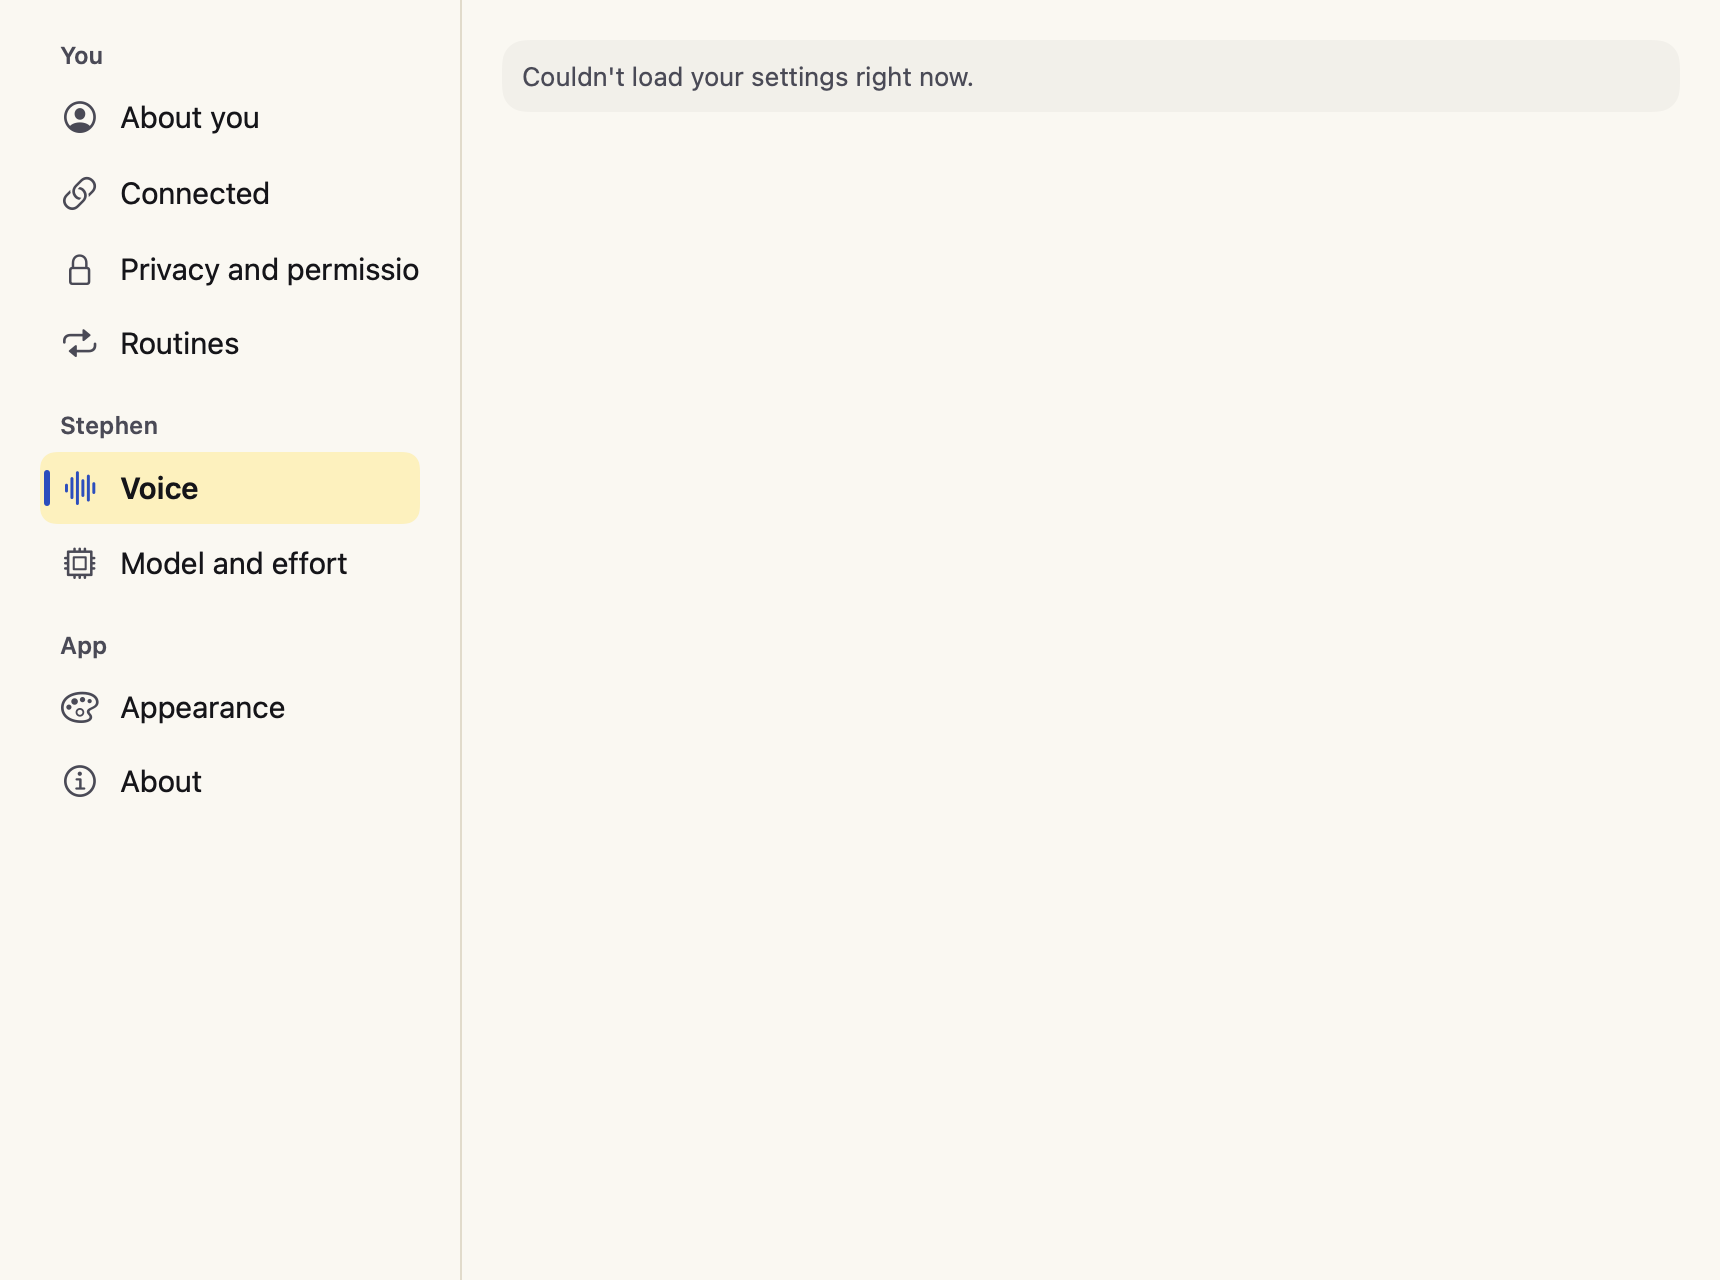 You
About you
Connected
Privacy and permissio
Routines
Stephen
Voice
Model and effort
App
Appearance
About
Couldn't load your settings right now.